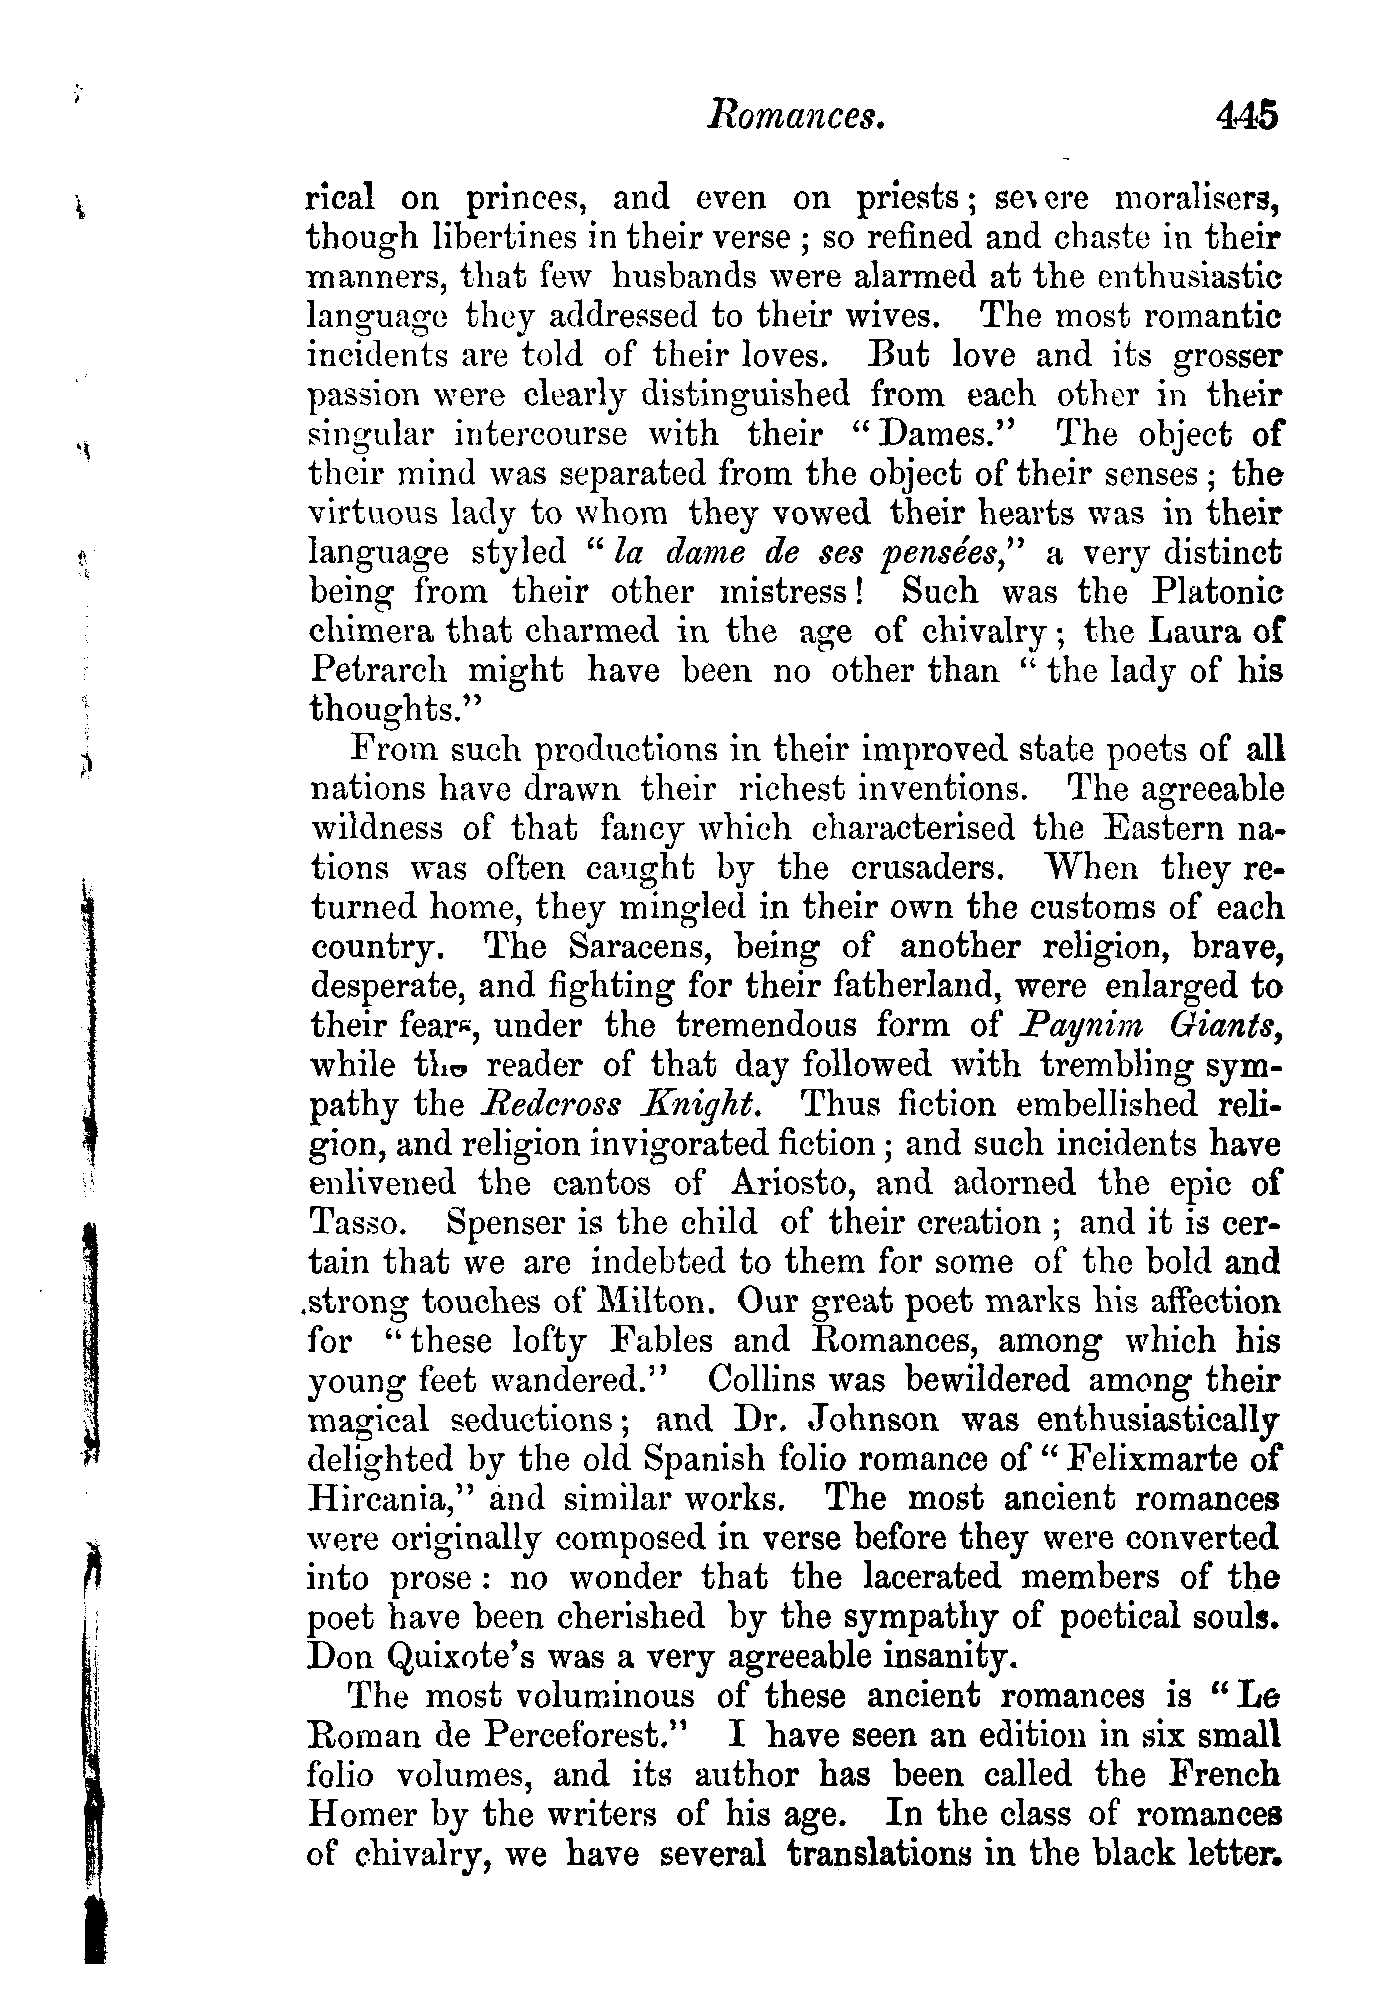 Romances. 445
rical on princes, and even on priests; severe moralisers,
though libertines in their verse; so refined and chaste in their
manners, that few husbands were alarmed at the enthusiastic
language they addressed to their wives. The most romantic
incidents are told of their loves. But love and its grosser
passion were clearly distinguished from each other in their
singular intercourse with their “Dames.” The object of
their mind was separated from the object of their senses; the
virtuous lady to whom they vowed their hearts was in their
language styled “la dame de ses pensées,” a very distinct
being from their other mistress! Such was the Platonic
chimera that charmed in the age of chivalry; the Laura of
Petrarch might have been no other than “the lady of his
thoughts.”
From such productions in their improved state poets of all
nations have drawn their richest inventions. The agreeable
wildness of that fancy which characterised the Eastern na-
tions was often caught by the crusaders. When they re-
turned home, they mingled in their own the customs of each
country. The Saracens, being of another religion, brave,
desperate, and fighting for their fatherland, were enlarged to
their fears, under the tremendous form of Paynim Giants,
while the reader of that day followed with trembling sym-
pathy the Redcross Knight. Thus fiction embellished reli-
gion, and religion invigorated fiction; and such incidents have
enlivened the cantos of Ariosto, and adorned the epic of
Tasso. Spenser is the child of their creation; and it is cer-
tain that we are indebted to them for some of the bold and
strong touches of Milton. Our great poet marks his affection
for “these lofty Fables and Romances, among which his
young feet wandered.” Collins was bewildered among their
magical seductions; and Dr. Johnson was enthusiastically
delighted by the old Spanish folio romance of “Felixmarte of
Hircania,” and similar works. The most ancient romances
were originally composed in verse before they were converted
into prose: no wonder that the lacerated members of the
poet have been cherished by the sympathy of poetical souls.
Don Quixote’s was a very agreeable insanity.
The most voluminous of these ancient romances is “Le
Roman de Perceforest.” I have seen an edition in six small
folio volumes, and its author has been called the French
Homer by the writers of his age. In the class of romances
of chivalry, we have several translations in the black letter.